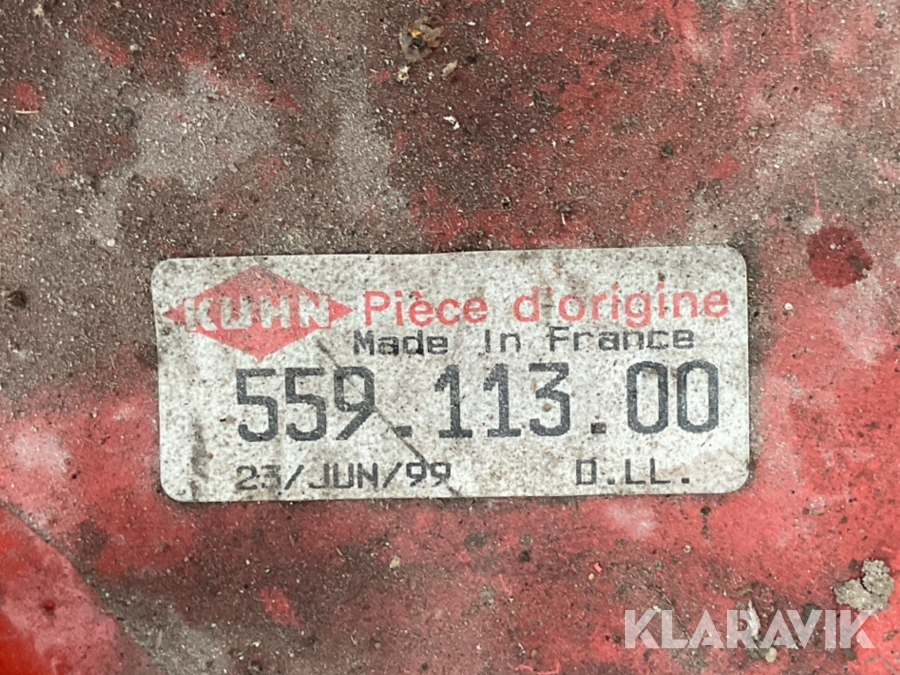 KUHN Pièce d'origine
Made In France
559.113.00
23/JUN/99 D.LL.
KLARAVIK